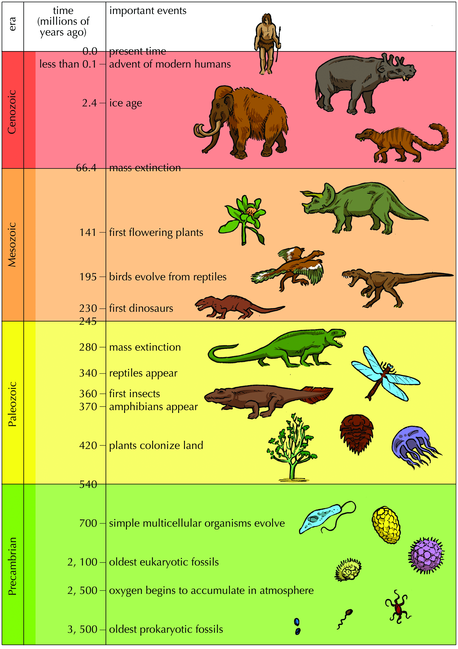 era
time
(millions of
years ago)
important events
0.0 present time
less than 0.1 advent of modern humans
2.4 ice age
Cenozoic
66.4 mass extinction
141 first flowering plants
Mesozoic
195 birds evolve from reptiles
230 first dinosaurs
245
280 mass extinction
340 reptiles appear
360 first insects
370 amphibians appear
Paleozoic
420 plants colonize land
540
700 simple multicellular organisms evolve
2, 100 oldest eukaryotic fossils
Precambrian
2, 500 oxygen begins to accumulate in atmosphere
3, 500 oldest prokaryotic fossils